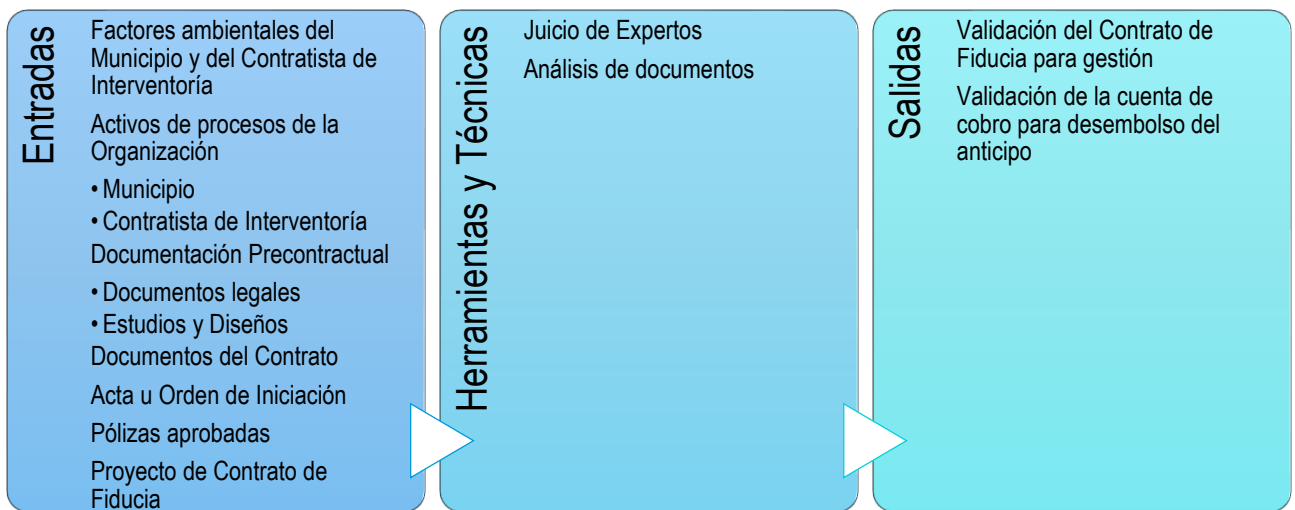 Entradas
Factores ambientales del
Municipio y del Contratista de
Interventoría
Activos de procesos de la
Organización
• Municipio
• Contratista de Interventoría
Documentación Precontractual
• Documentos legales
• Estudios y Diseños
Documentos del Contrato
Acta u Orden de Iniciación
Pólizas aprobadas
Proyecto de Contrato de
Fiducia
Herramientas y Técnicas
Juicio de Expertos
Análisis de documentos
Salidas
Validación del Contrato de
Fiducia para gestión
Validación de la cuenta de
cobro para desembolso del
anticipo